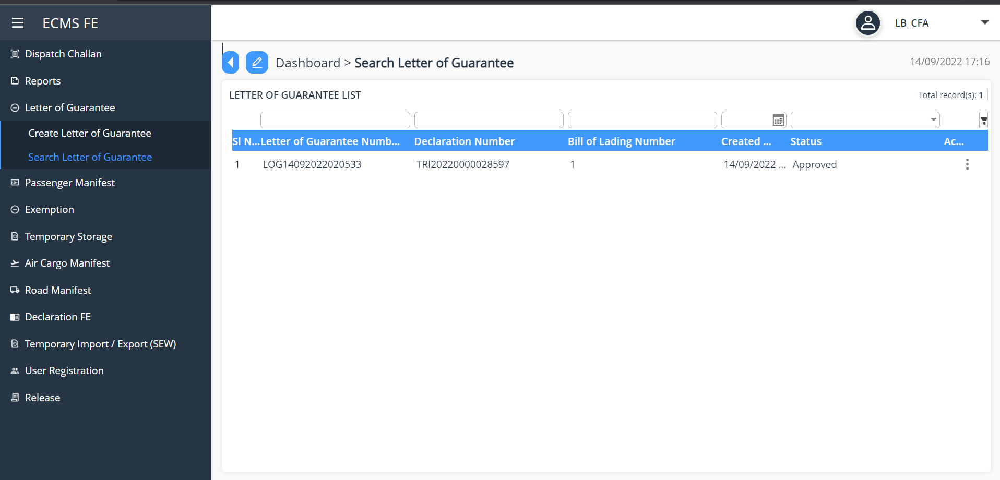 ECMS FE
LB_CFA
Dispatch Challan
Reports
Letter of Guarantee
Create Letter of Guarantee
Search Letter of Guarantee
Passenger Manifest
Exemption
Temporary Storage
Air Cargo Manifest
Road Manifest
Declaration FE
Temporary Import / Export (SEW)
User Registration
Release
Dashboard > Search Letter of Guarantee
14/09/2022 17:16
LETTER OF GUARANTEE LIST
Total record(s): 1
Sl N... Letter of Guarantee Numb... Declaration Number Bill of Lading Number Created ... Status Ac...
1 LOG14092022020533 TRI20220000028597 1 14/09/2022 ... Approved